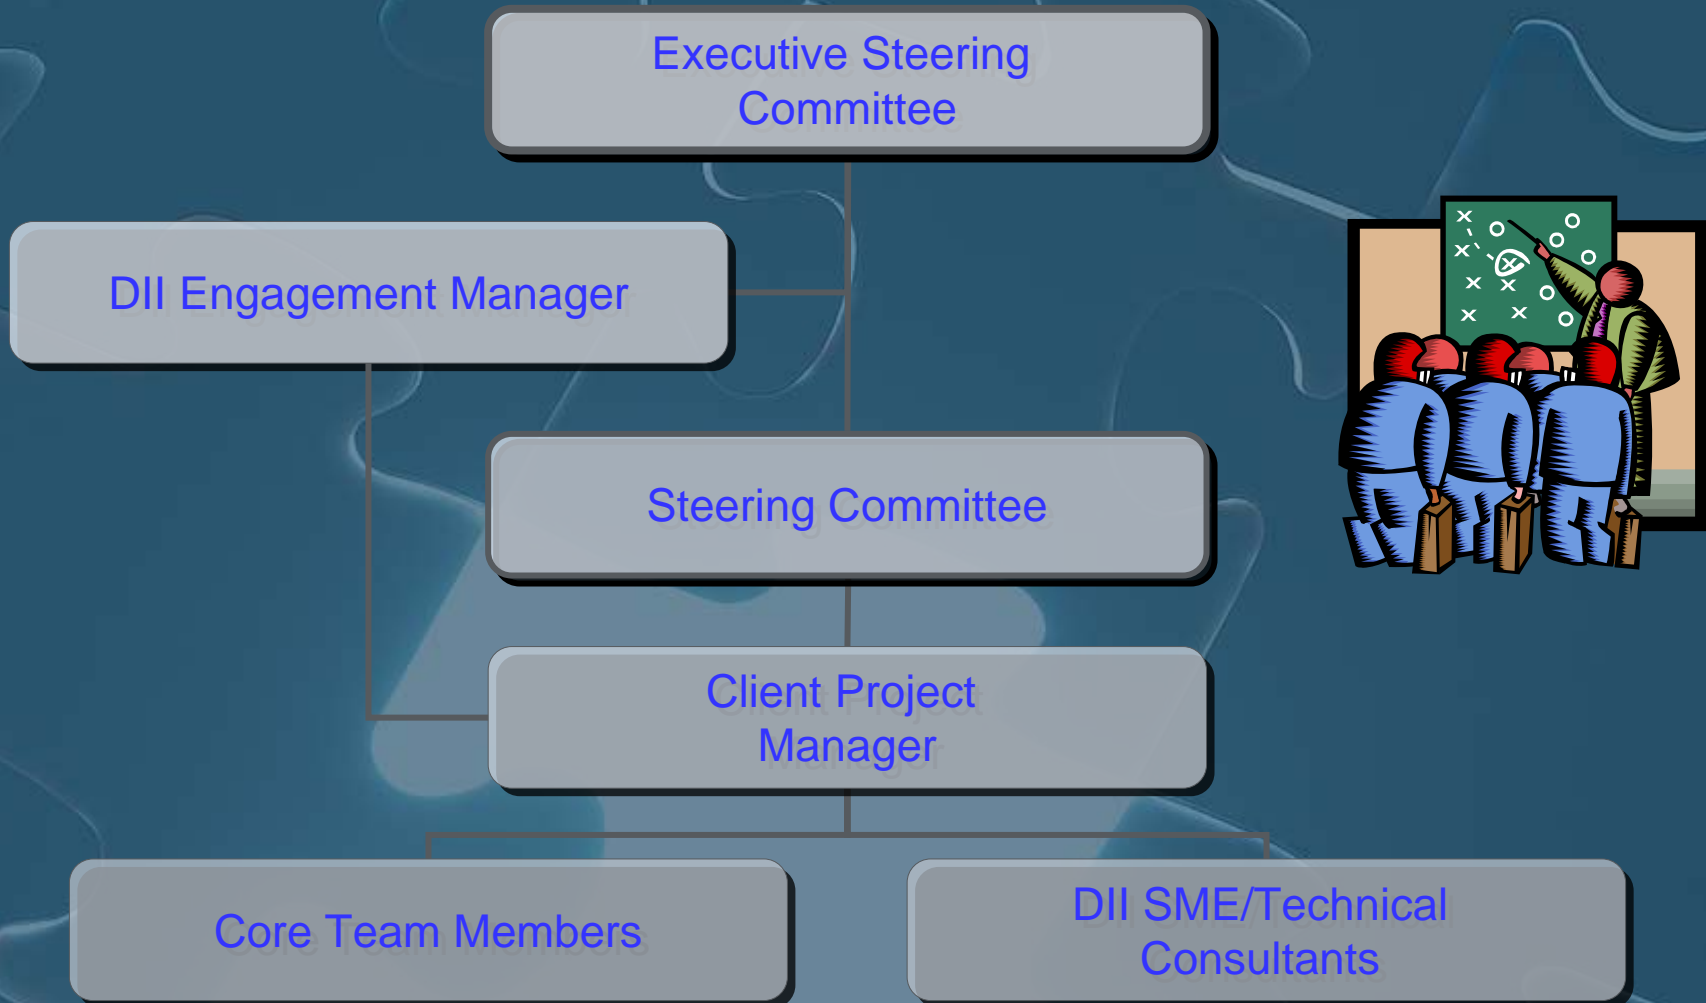 Executive Steering
Committee
DII Engagement Manager
Steering Committee
Client Project
Manager
Core Team Members
DII SME/Technical
Consultants